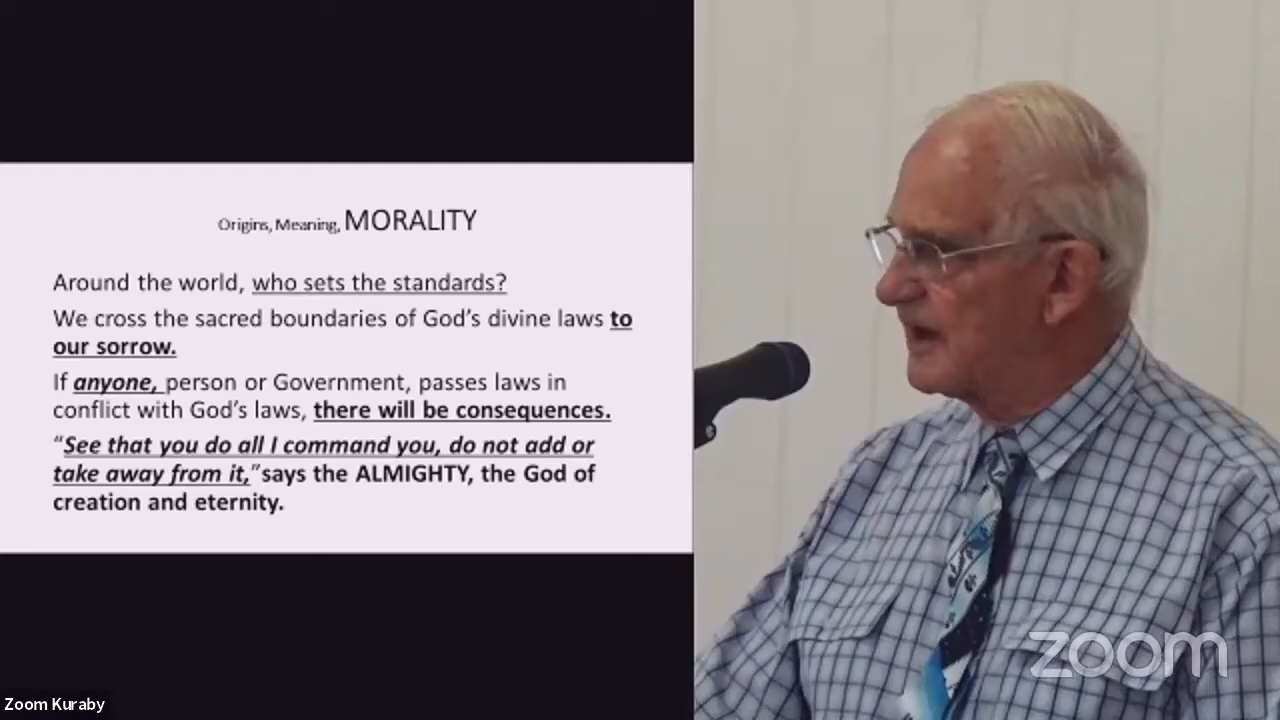 Origins, Meaning, MORALITY
Around the world, who sets the standards?
We cross the sacred boundaries of God's divine laws to
our sorrow.
If anyone, person or Government, passes laws in
conflict with God's laws, there will be consequences.
“See that you do all I command you, do not add or
take away from it,”says the ALMIGHTY, the God of
creation and eternity.
zoom
Zoom Kuraby